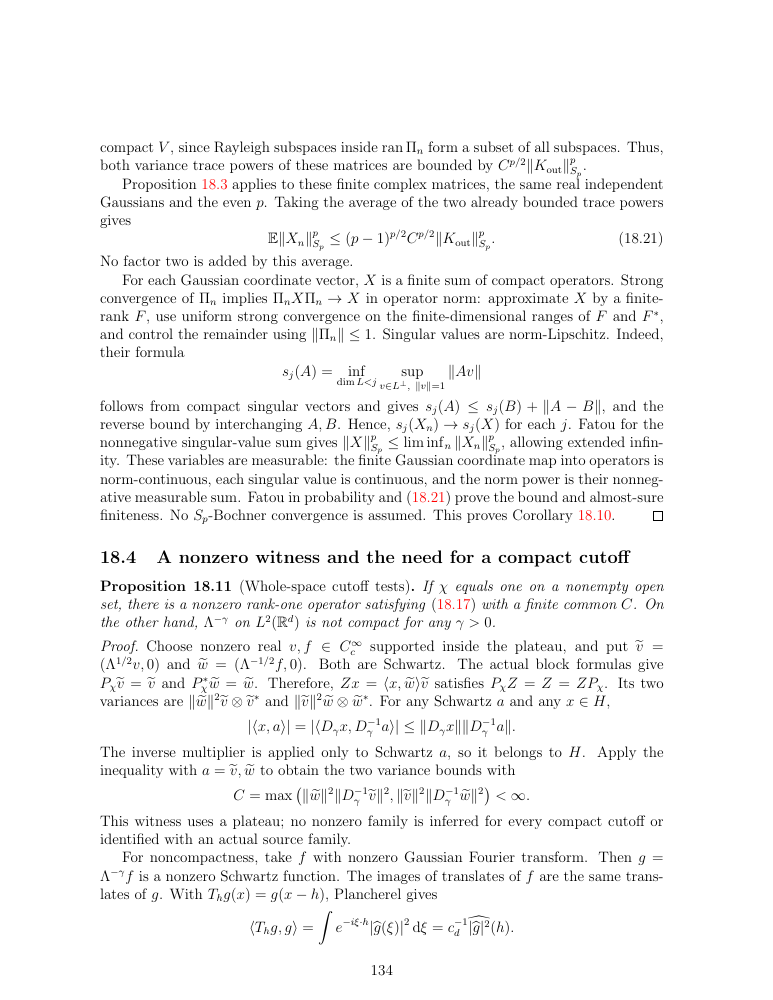 compact V, since Rayleigh subspaces inside ran Π_n form a subset of all subspaces. Thus,
both variance trace powers of these matrices are bounded by C^{p/2}‖K_out‖^p_{S_p}.
Proposition 18.3 applies to these finite complex matrices, the same real independent
Gaussians and the even p. Taking the average of the two already bounded trace powers
gives
E‖X_n‖^p_{S_p} ≤ (p − 1)^{p/2}C^{p/2}‖K_out‖^p_{S_p}. (18.21)
No factor two is added by this average.
For each Gaussian coordinate vector, X is a finite sum of compact operators. Strong
convergence of Π_n implies Π_nXΠ_n → X in operator norm: approximate X by a finite-
rank F, use uniform strong convergence on the finite-dimensional ranges of F and F*,
and control the remainder using ‖Π_n‖ ≤ 1. Singular values are norm-Lipschitz. Indeed,
their formula
s_j(A) = inf_{dim L<j} sup_{v∈L^⊥, ‖v‖=1} ‖Av‖
follows from compact singular vectors and gives s_j(A) ≤ s_j(B) + ‖A − B‖, and the
reverse bound by interchanging A, B. Hence, s_j(X_n) → s_j(X) for each j. Fatou for the
nonnegative singular-value sum gives ‖X‖^p_{S_p} ≤ lim inf_n ‖X_n‖^p_{S_p}, allowing extended infin-
ity. These variables are measurable: the finite Gaussian coordinate map into operators is
norm-continuous, each singular value is continuous, and the norm power is their nonneg-
ative measurable sum. Fatou in probability and (18.21) prove the bound and almost-sure
finiteness. No S_p-Bochner convergence is assumed. This proves Corollary 18.10. □
18.4 A nonzero witness and the need for a compact cutoff
Proposition 18.11 (Whole-space cutoff tests). If χ equals one on a nonempty open
set, there is a nonzero rank-one operator satisfying (18.17) with a finite common C. On
the other hand, Λ^{−γ} on L²(ℝ^d) is not compact for any γ > 0.
Proof. Choose nonzero real v, f ∈ C_c^∞ supported inside the plateau, and put ṽ =
(Λ^{1/2}v, 0) and w̃ = (Λ^{−1/2}f, 0). Both are Schwartz. The actual block formulas give
P_χṽ = ṽ and P_χ^*w̃ = w̃. Therefore, Zx = ⟨x, w̃⟩ṽ satisfies P_χZ = Z = ZP_χ. Its two
variances are ‖w̃‖²ṽ ⊗ ṽ* and ‖ṽ‖²w̃ ⊗ w̃*. For any Schwartz a and any x ∈ H,
|⟨x, a⟩| = |⟨D_γx, D_γ^{−1}a⟩| ≤ ‖D_γx‖‖D_γ^{−1}a‖.
The inverse multiplier is applied only to Schwartz a, so it belongs to H. Apply the
inequality with a = ṽ, w̃ to obtain the two variance bounds with
C = max (‖w̃‖²‖D_γ^{−1}ṽ‖², ‖ṽ‖²‖D_γ^{−1}w̃‖²) < ∞.
This witness uses a plateau; no nonzero family is inferred for every compact cutoff or
identified with an actual source family.
For noncompactness, take f with nonzero Gaussian Fourier transform. Then g =
Λ^{−γ}f is a nonzero Schwartz function. The images of translates of f are the same trans-
lates of g. With T_hg(x) = g(x − h), Plancherel gives
⟨T_hg, g⟩ = ∫ e^{−iξ·h}|ĝ(ξ)|² dξ = c_d^{−1}\widehat{|ĝ|²}(h).
134